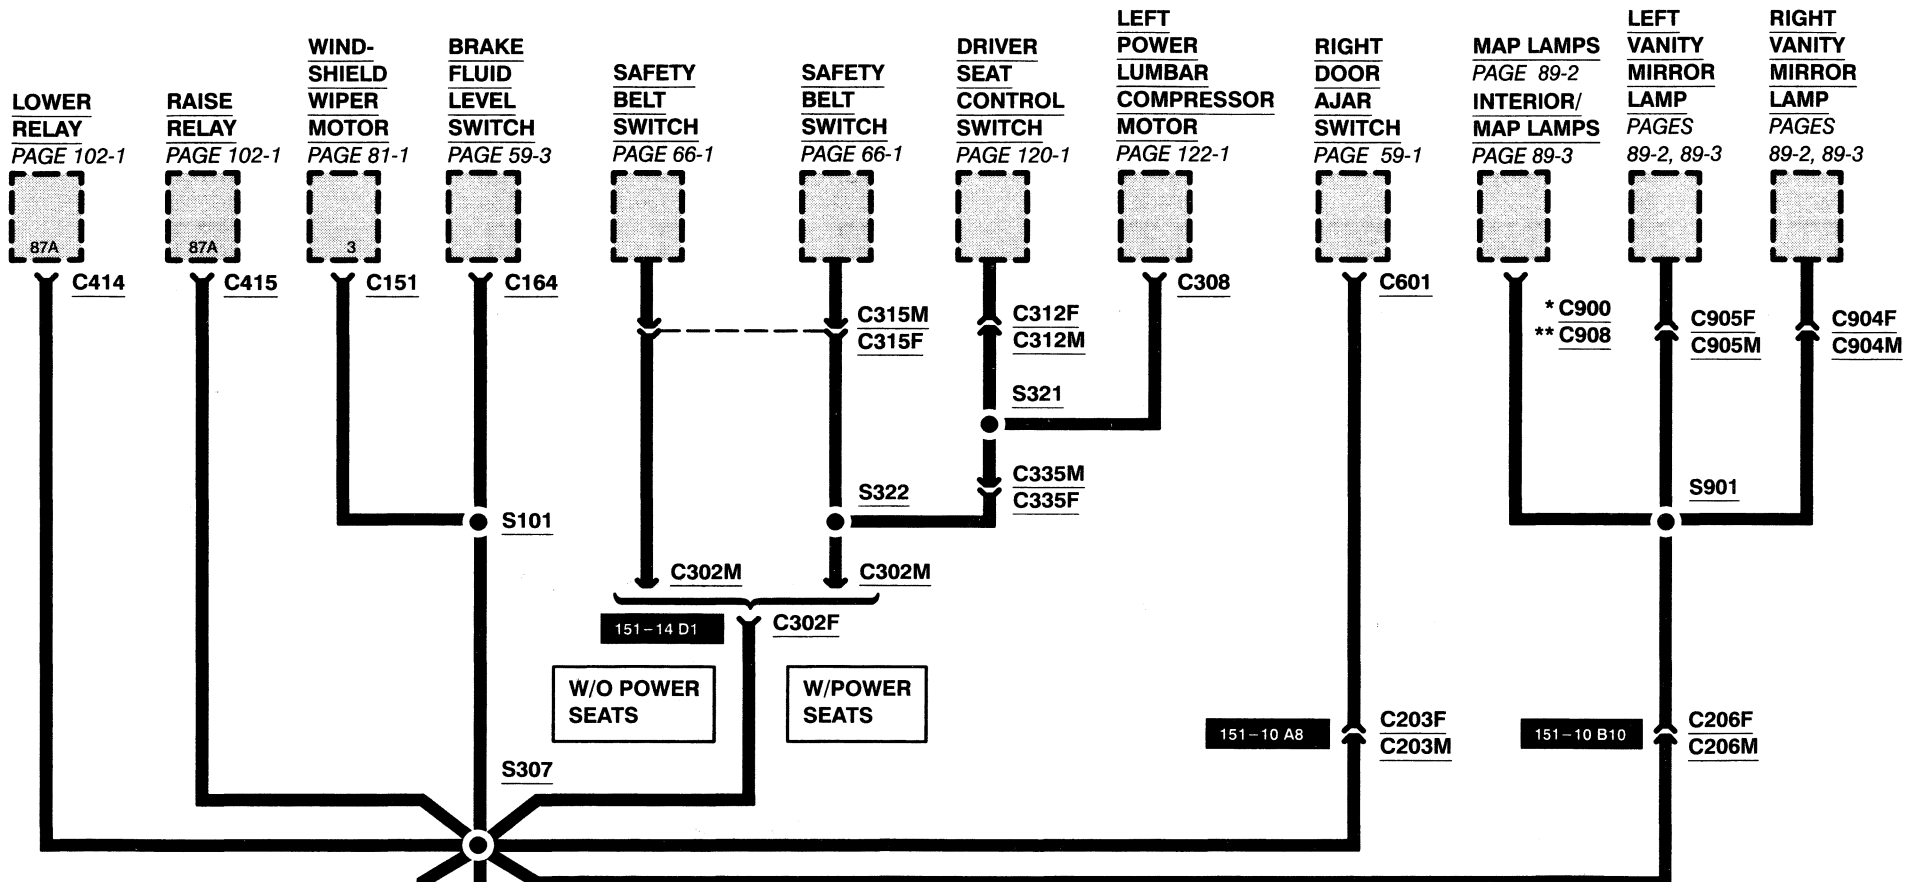 LOWER
RELAY
PAGE 102-1
87A
C414
RAISE
RELAY
PAGE 102-1
87A
C415
WIND-
SHIELD
WIPER
MOTOR
PAGE 81-1
3
C151
BRAKE
FLUID
LEVEL
SWITCH
PAGE 59-3
C164
SAFETY
BELT
SWITCH
PAGE 66-1
SAFETY
BELT
SWITCH
PAGE 66-1
C315M
C315F
DRIVER
SEAT
CONTROL
SWITCH
PAGE 120-1
C312F
C312M
LEFT
POWER
LUMBAR
COMPRESSOR
MOTOR
PAGE 122-1
C308
RIGHT
DOOR
AJAR
SWITCH
PAGE 59-1
C601
MAP LAMPS
PAGE 89-2
INTERIOR/
MAP LAMPS
PAGE 89-3
* C900
** C908
LEFT
VANITY
MIRROR
LAMP
PAGES
89-2, 89-3
C905F
C905M
RIGHT
VANITY
MIRROR
LAMP
PAGES
89-2, 89-3
C904F
C904M
S321
C335M
C335F
S322
S101
S901
C302M
C302M
151-14 D1
C302F
W/O POWER
SEATS
W/POWER
SEATS
151-10 A8
C203F
C203M
151-10 B10
C206F
C206M
S307